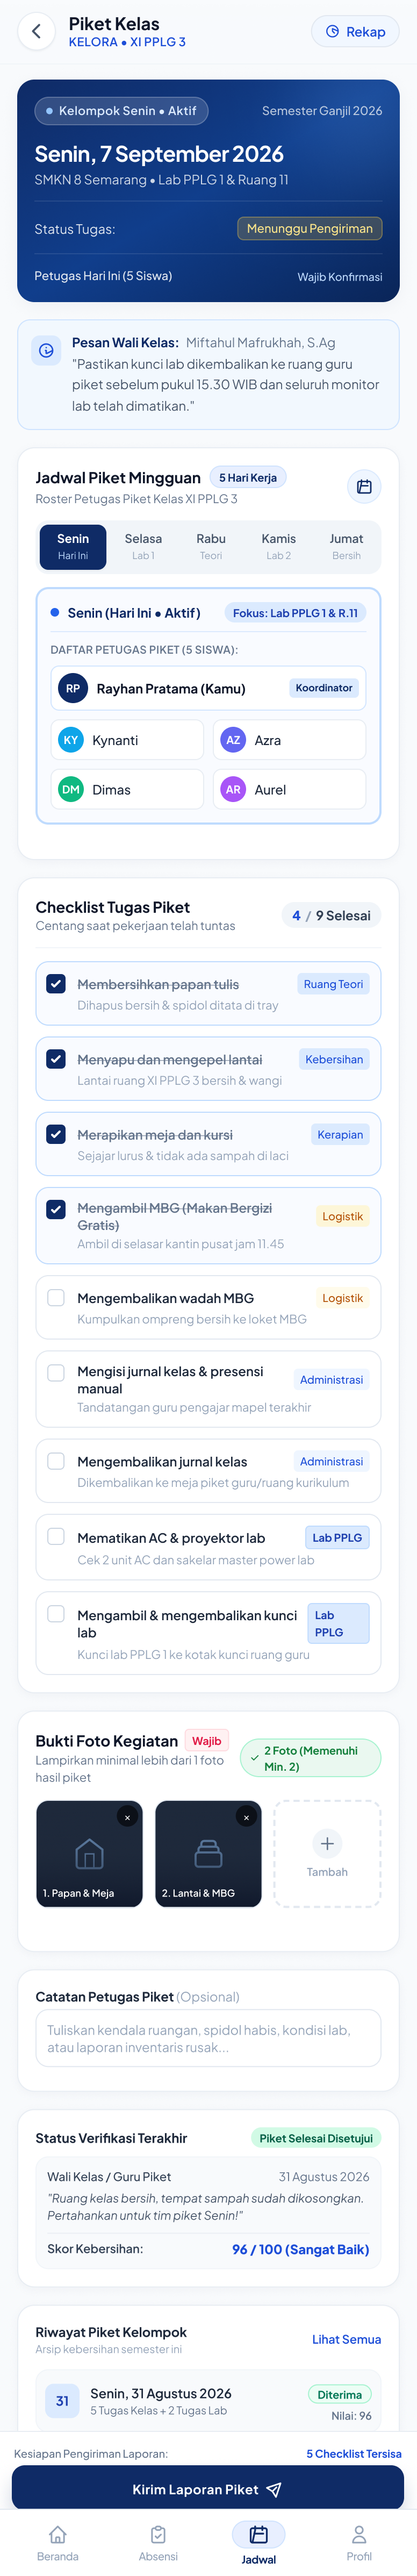 Piket Kelas
KELORA • XI PPLG 3
Rekap
Kelompok Senin • Aktif
Semester Ganjil 2026
Senin, 7 September 2026
SMKN 8 Semarang • Lab PPLG 1 & Ruang 11
Status Tugas:
Menunggu Pengiriman
Petugas Hari Ini (5 Siswa)
Wajib Konfirmasi
Pesan Wali Kelas: Miftahul Mafrukhah, S.Ag
"Pastikan kunci lab dikembalikan ke ruang guru
piket sebelum pukul 15.30 WIB dan seluruh monitor
lab telah dimatikan."
Jadwal Piket Mingguan
5 Hari Kerja
Roster Petugas Piket Kelas XI PPLG 3
Senin
Hari Ini
Selasa
Lab 1
Rabu
Teori
Kamis
Lab 2
Jumat
Bersih
Senin (Hari Ini • Aktif)
Fokus: Lab PPLG 1 & R.11
DAFTAR PETUGAS PIKET (5 SISWA):
RP
Rayhan Pratama (Kamu)
Koordinator
KY
Kynanti
AZ
Azra
DM
Dimas
AR
Aurel
Checklist Tugas Piket
Centang saat pekerjaan telah tuntas
4 / 9 Selesai
Membersihkan papan tulis
Ruang Teori
Dihapus bersih & spidol ditata di tray
Menyapu dan mengepel lantai
Kebersihan
Lantai ruang XI PPLG 3 bersih & wangi
Merapikan meja dan kursi
Kerapian
Sejajar lurus & tidak ada sampah di laci
Mengambil MBG (Makan Bergizi
Gratis)
Logistik
Ambil di selasar kantin pusat jam 11.45
Mengembalikan wadah MBG
Logistik
Kumpulkan ompreng bersih ke loket MBG
Mengisi jurnal kelas & presensi
manual
Administrasi
Tandatangan guru pengajar mapel terakhir
Mengembalikan jurnal kelas
Administrasi
Dikembalikan ke meja piket guru/ruang kurikulum
Mematikan AC & proyektor lab
Lab PPLG
Cek 2 unit AC dan sakelar master power lab
Mengambil & mengembalikan kunci
lab
Lab
PPLG
Kunci lab PPLG 1 ke kotak kunci ruang guru
Bukti Foto Kegiatan
Wajib
Lampirkan minimal lebih dari 1 foto
hasil piket
2 Foto (Memenuhi
Min. 2)
1. Papan & Meja
2. Lantai & MBG
Tambah
Catatan Petugas Piket (Opsional)
Tuliskan kendala ruangan, spidol habis, kondisi lab,
atau laporan inventaris rusak...
Status Verifikasi Terakhir
Piket Selesai Disetujui
Wali Kelas / Guru Piket
31 Agustus 2026
"Ruang kelas bersih, tempat sampah sudah dikosongkan.
Pertahankan untuk tim piket Senin!"
Skor Kebersihan:
96 / 100 (Sangat Baik)
Riwayat Piket Kelompok
Arsip kebersihan semester ini
Lihat Semua
31
Senin, 31 Agustus 2026
5 Tugas Kelas + 2 Tugas Lab
Diterima
Nilai: 96
Kesiapan Pengiriman Laporan:
5 Checklist Tersisa
Kirim Laporan Piket
Beranda
Absensi
Jadwal
Profil